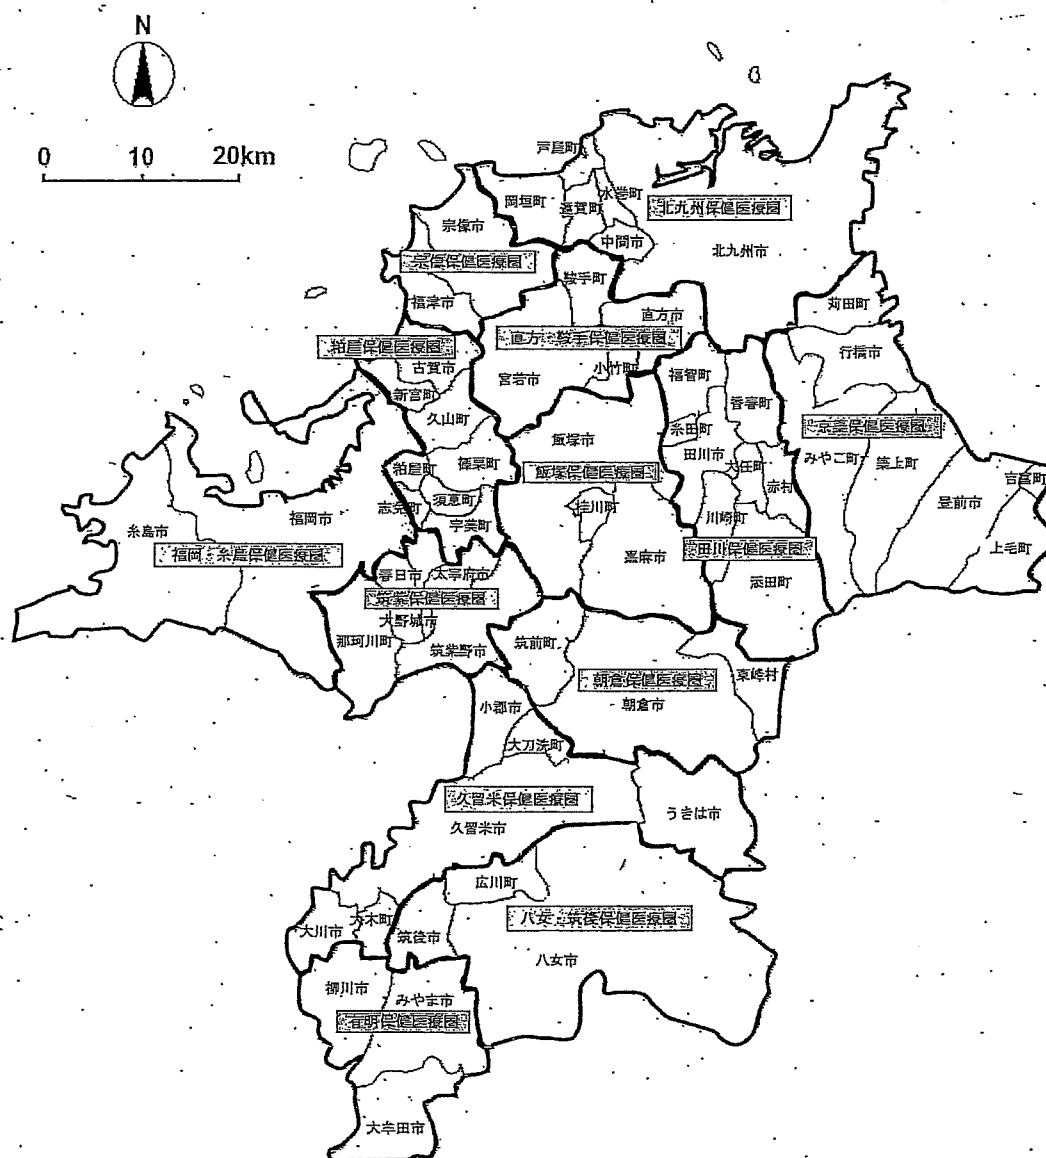 N
0 10 20km
芦屋町
岡垣町
遠賀町
水巻町
北九州保健医療圏
宗像市
中間市
北九州市
宗像保健医療圏
鞍手町
福津市
苅田町
直方市
直方・鞍手保健医療圏
粕屋保健医療圏
行橋市
古賀市
宮若市
小竹町
福智町
新宮町
香春町
久山町
糸田町
京築保健医療圏
飯塚市
田川市
みやこ町
築上町
粕屋町
篠栗町
飯塚保健医療圏
大任町
赤村
吉富町
志免町
須恵町
桂川町
豊前市
福岡市
宇美町
川崎町
糸島市
上毛町
福岡・糸島保健医療圏
嘉麻市
田川保健医療圏
春日市
太宰府市
添田町
筑紫保健医療圏
大野城市
那珂川町
筑紫野市
筑前町
朝倉保健医療圏
東峰村
小郡市
朝倉市
大刀洗町
久留米保健医療圏
うきは市
久留米市
広川町
大木町
八女・筑後保健医療圏
大川市
筑後市
八女市
柳川市
みやま市
有明保健医療圏
大牟田市